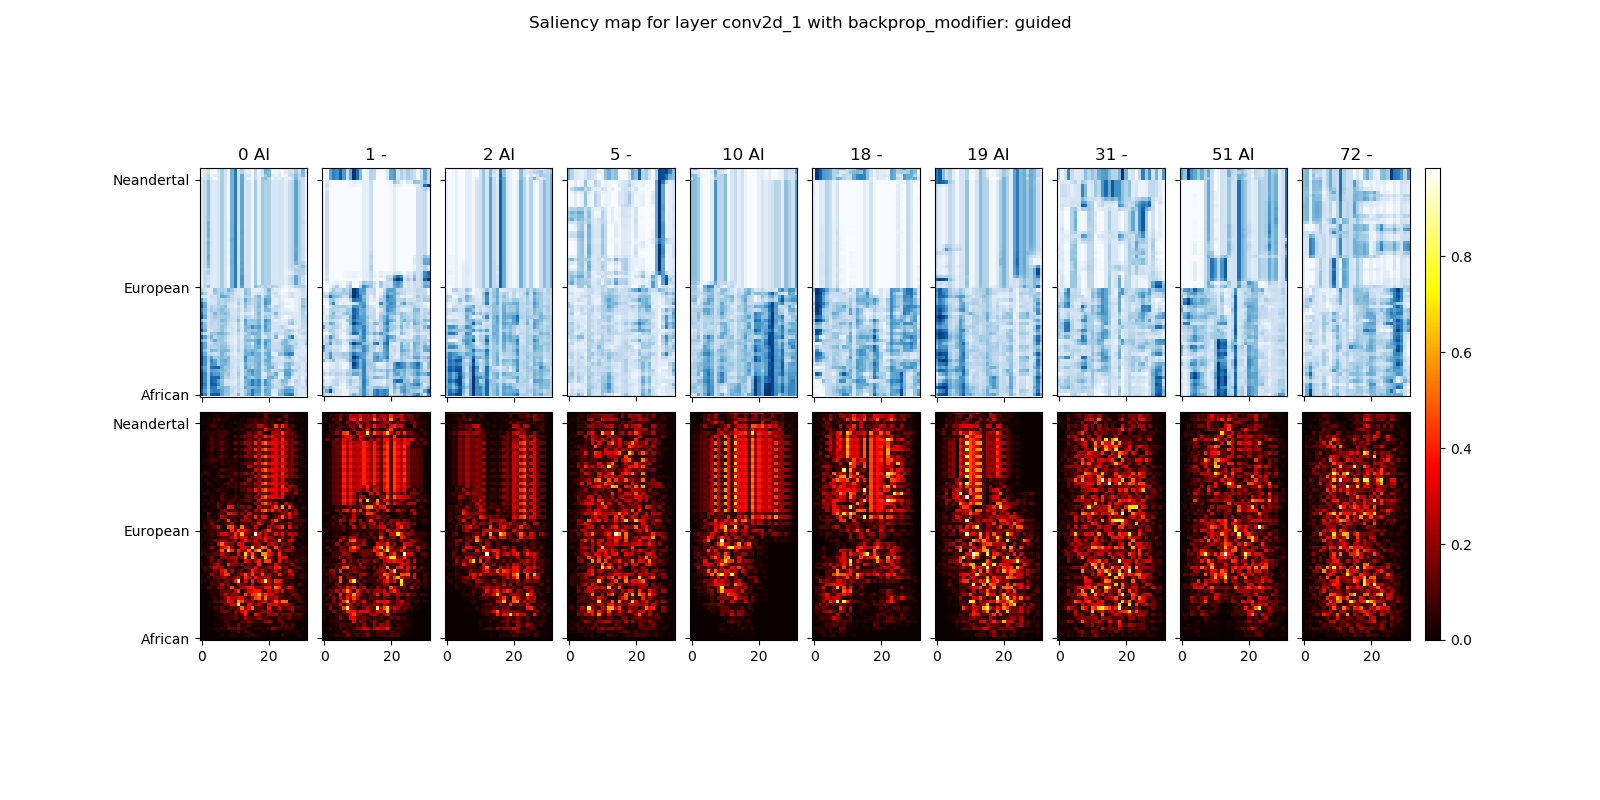 Saliency map for layer conv2d_1 with backprop_modifier: guided
0 AI 1 - 2 AI 5 - 10 AI 18 - 19 AI 31 - 51 AI 72 -
Neandertal
European
African
Neandertal
European
African
0 20 0 20 0 20 0 20 0 20 0 20 0 20 0 20 0 20 0 20
0.8
0.6
0.4
0.2
0.0